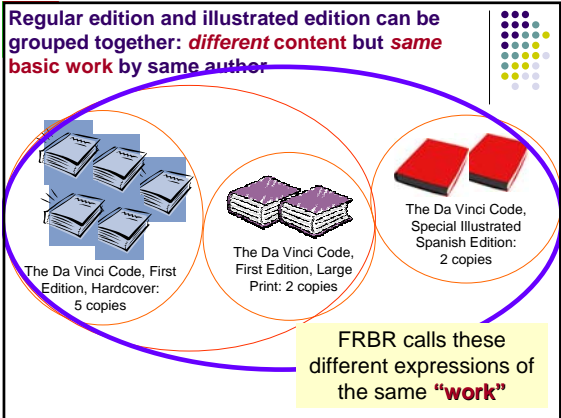 Regular edition and illustrated edition can be
grouped together: different content but same
basic work by same author
The Da Vinci Code, First
Edition, Hardcover:
5 copies
The Da Vinci Code,
First Edition, Large
Print: 2 copies
The Da Vinci Code,
Special Illustrated
Spanish Edition:
2 copies
FRBR calls these
different expressions of
the same “work”